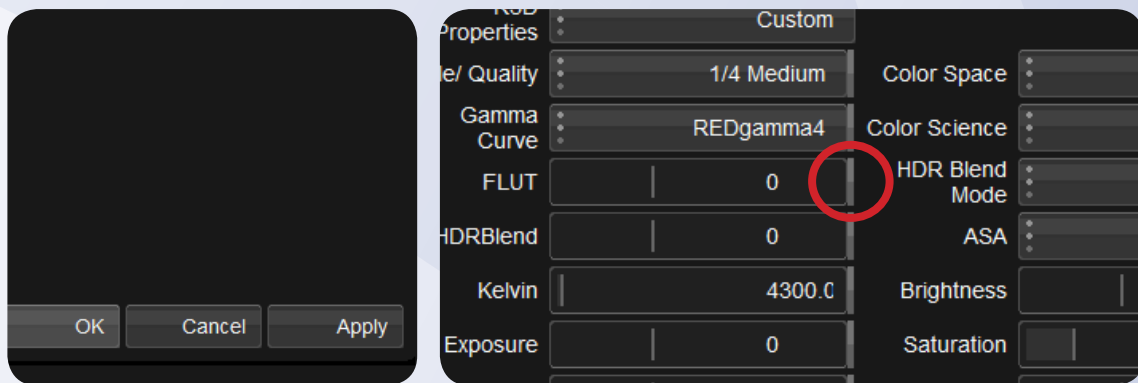 OK Cancel Apply
Properties Custom
Quality 1/4 Medium Color Space
Gamma
Curve REDgamma4 Color Science
FLUT 0 HDR Blend
Mode
HDRBlend 0 ASA
Kelvin 4300.0 Brightness
Exposure 0 Saturation